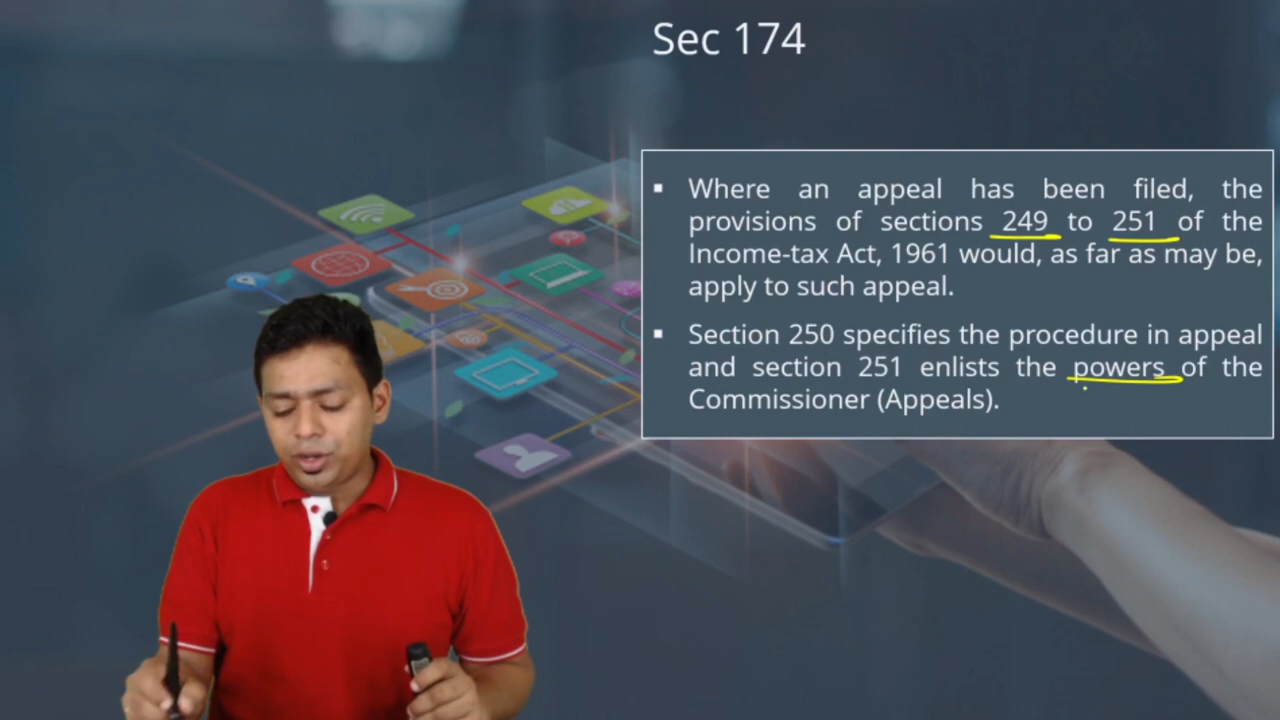 Sec 174
▪ Where an appeal has been filed, the
provisions of sections 249 to 251 of the
Income-tax Act, 1961 would, as far as may be,
apply to such appeal.
▪ Section 250 specifies the procedure in appeal
and section 251 enlists the powers of the
Commissioner (Appeals).